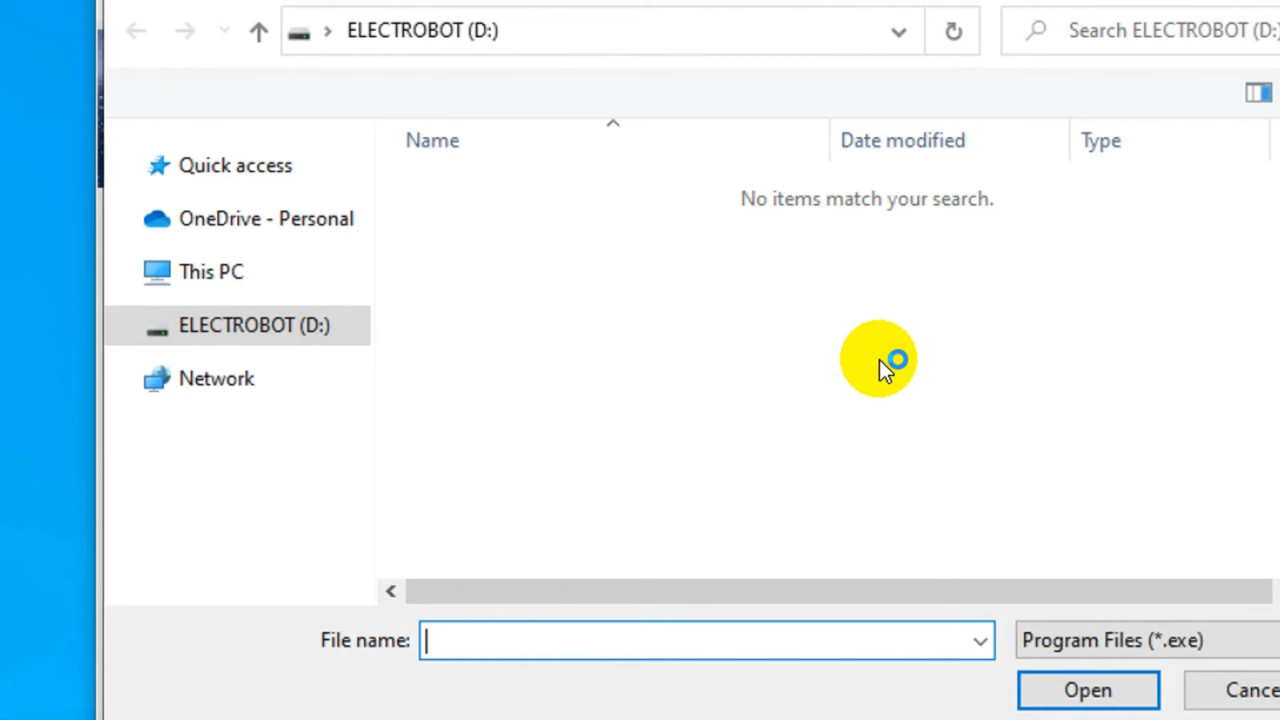 ELECTROBOT (D:)
Search ELECTROBOT (D:)
Name
Date modified
Type
No items match your search.
Quick access
OneDrive - Personal
This PC
ELECTROBOT (D:)
Network
File name:
Program Files (*.exe)
Open
Cance